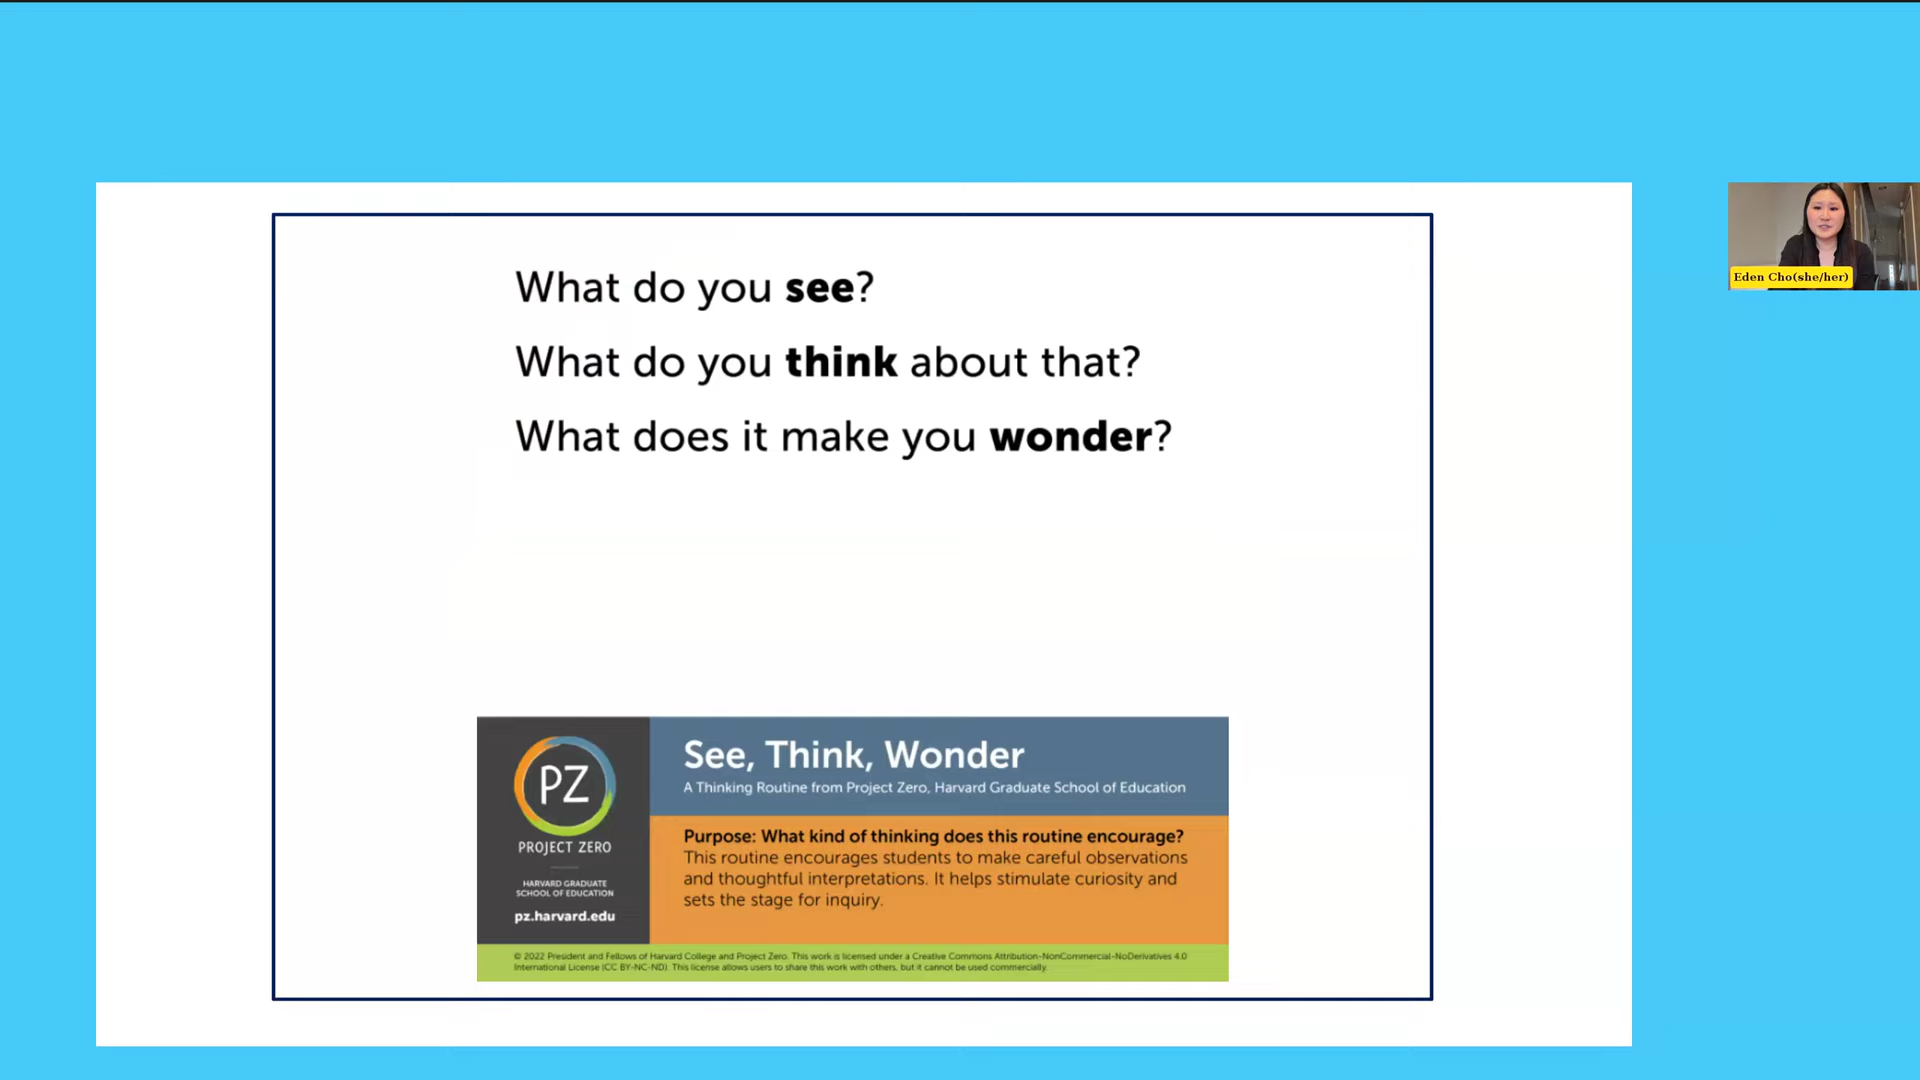 What do you see?
What do you think about that?
What does it make you wonder?
Eden Cho(she/her)
PZ
PROJECT ZERO
HARVARD GRADUATE
SCHOOL OF EDUCATION
pz.harvard.edu
See, Think, Wonder
A Thinking Routine from Project Zero, Harvard Graduate School of Education
Purpose: What kind of thinking does this routine encourage?
This routine encourages students to make careful observations
and thoughtful interpretations. It helps stimulate curiosity and
sets the stage for inquiry.
© 2022 President and Fellows of Harvard College and Project Zero. This work is licensed under a Creative Commons Attribution-NonCommercial-NoDerivatives 4.0
International License (CC BY-NC-ND). This license allows users to share this work with others, but it cannot be used commercially.